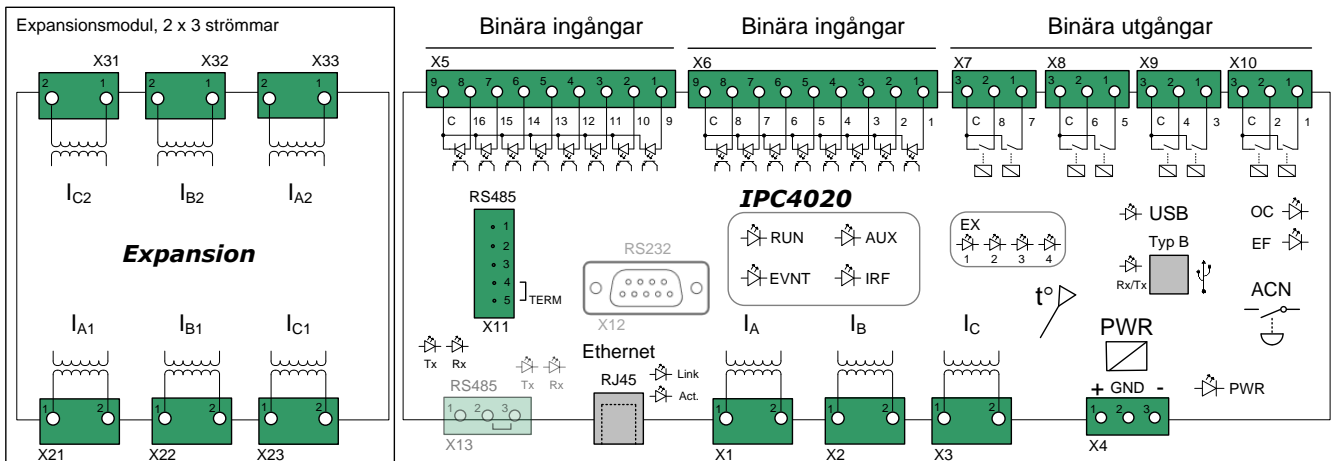 Expansionsmodul, 2 x 3 strömmar
Binära ingångar
Binära ingångar
Binära utgångar
X31
X32
X33
2 1
2 1
2 1
X5
9 8 7 6 5 4 3 2 1
C 16 15 14 13 12 11 10 9
X6
9 8 7 6 5 4 3 2 1
C 8 7 6 5 4 3 2 1
X7
3 2 1
C 8 7
X8
3 2 1
C 6 5
X9
3 2 1
C 4 3
X10
3 2 1
C 2 1
IC2
IB2
IA2
Expansion
IA1
IB1
IC1
1 2
1 2
1 2
X21
X22
X23
RS485
1
2
3
4
5
TERM
X11
Tx Rx
RS232
X12
IPC4020
RUN
AUX
EVNT
IRF
EX
1 2 3 4
USB
Typ B
Rx/Tx
OC
EF
ACN
t°
PWR
+ GND -
1 2 3
X4
PWR
RS485
Tx Rx
1 2 3
X13
Ethernet
RJ45
Link
Act.
IA
IB
IC
1 2
1 2
1 2
X1
X2
X3